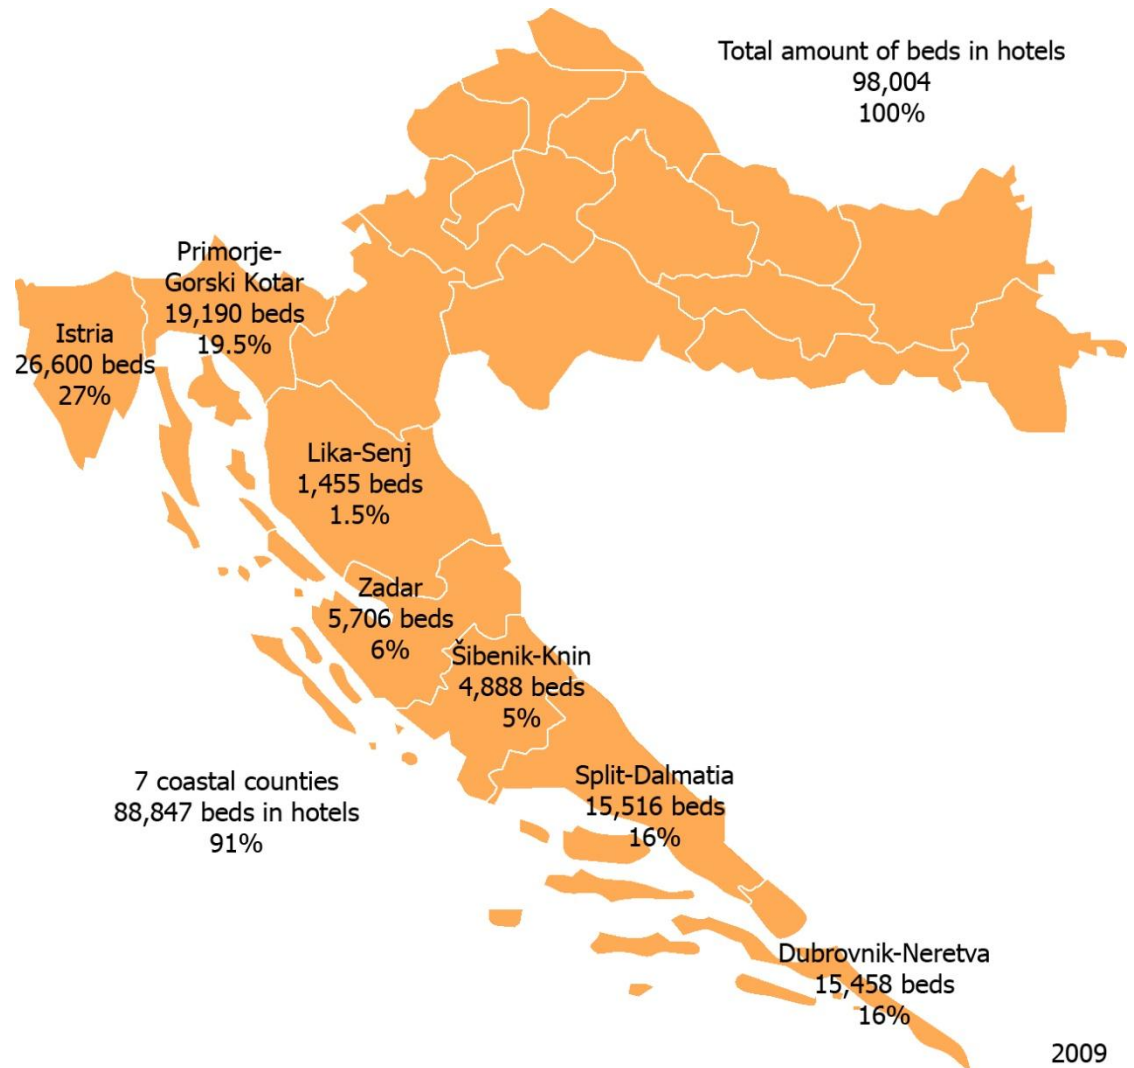 Total amount of beds in hotels
98,004
100%
Primorje-
Gorski Kotar
19,190 beds
19.5%
Istria
26,600 beds
27%
Lika-Senj
1,455 beds
1.5%
Zadar
5,706 beds
6%
Šibenik-Knin
4,888 beds
5%
7 coastal counties
88,847 beds in hotels
91%
Split-Dalmatia
15,516 beds
16%
Dubrovnik-Neretva
15,458 beds
16%
2009